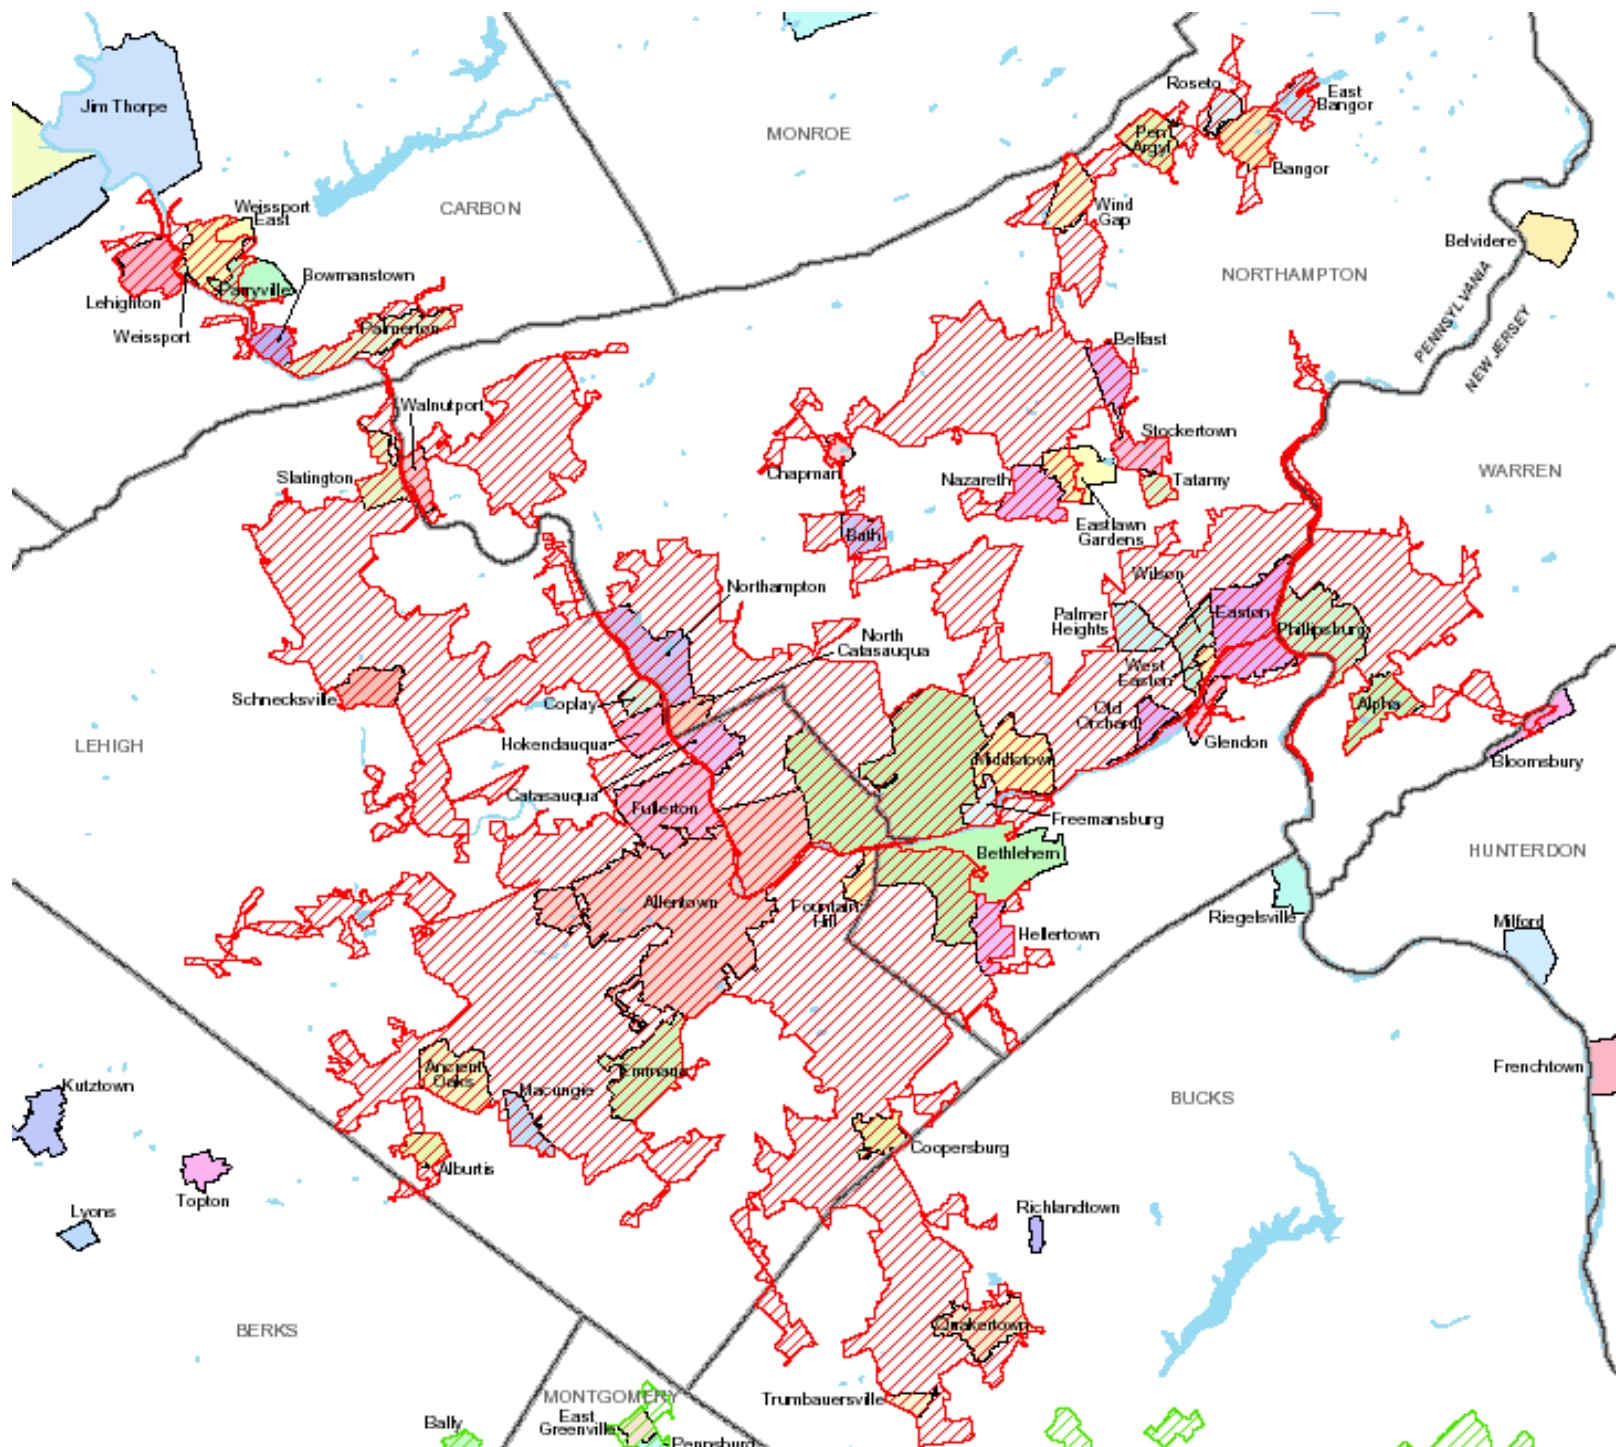 Jim Thorpe
MONROE
Roseto
East
Bangor
Pen
Argyl
Bangor
CARBON
Weissport
East
Wind
Gap
Belvidere
NORTHAMPTON
Bowmanstown
Parryville
Lehighton
Weissport
Palmerton
PENNSYLVANIA
NEW JERSEY
Belfast
Walnutport
Stockertown
Slatington
Chapman
Nazareth
Tatamy
WARREN
Eastlawn
Gardens
Bath
Wilson
Northampton
Palmer
Heights
Easton
Phillipsburg
North
Catasauqua
West
Easton
Schnecksville
Coplay
Old
Orchard
Alpha
Hokendauqua
Glendon
LEHIGH
Middletown
Bloomsbury
Catasauqua
Fullerton
Freemansburg
Bethlehem
HUNTERDON
Allentown
Fountain
Hill
Riegelsville
Milford
Hellertown
Ancient
Oaks
Emmaus
Frenchtown
Kutztown
Macungie
BUCKS
Coopersburg
Alburtis
Topton
Lyons
Richlandtown
BERKS
Quakertown
MONTGOMERY
Trumbauersville
Bally
East
Greenville
Pennsburg